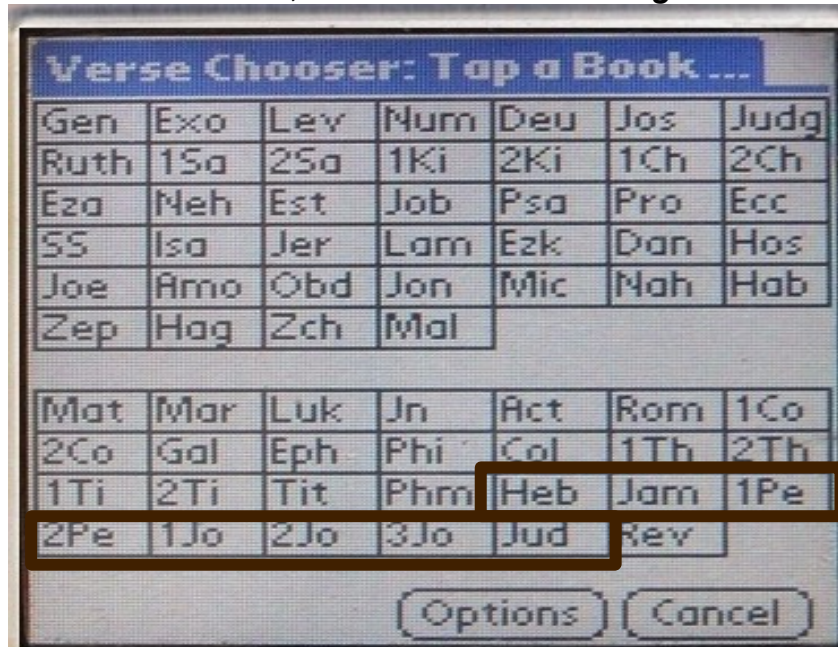 Verse Chooser: Tap a Book ...
Gen Exo Lev Num Deu Jos Judg
Ruth 1Sa 2Sa 1Ki 2Ki 1Ch 2Ch
Eza Neh Est Job Psa Pro Ecc
SS Isa Jer Lam Ezk Dan Hos
Joe Amo Obd Jon Mic Nah Hab
Zep Hag Zch Mal
Mat Mar Luk Jn Act Rom 1Co
2Co Gal Eph Phi Col 1Th 2Th
1Ti 2Ti Tit Phm Heb Jam 1Pe
2Pe 1Jo 2Jo 3Jo Jud Rev
Options Cancel